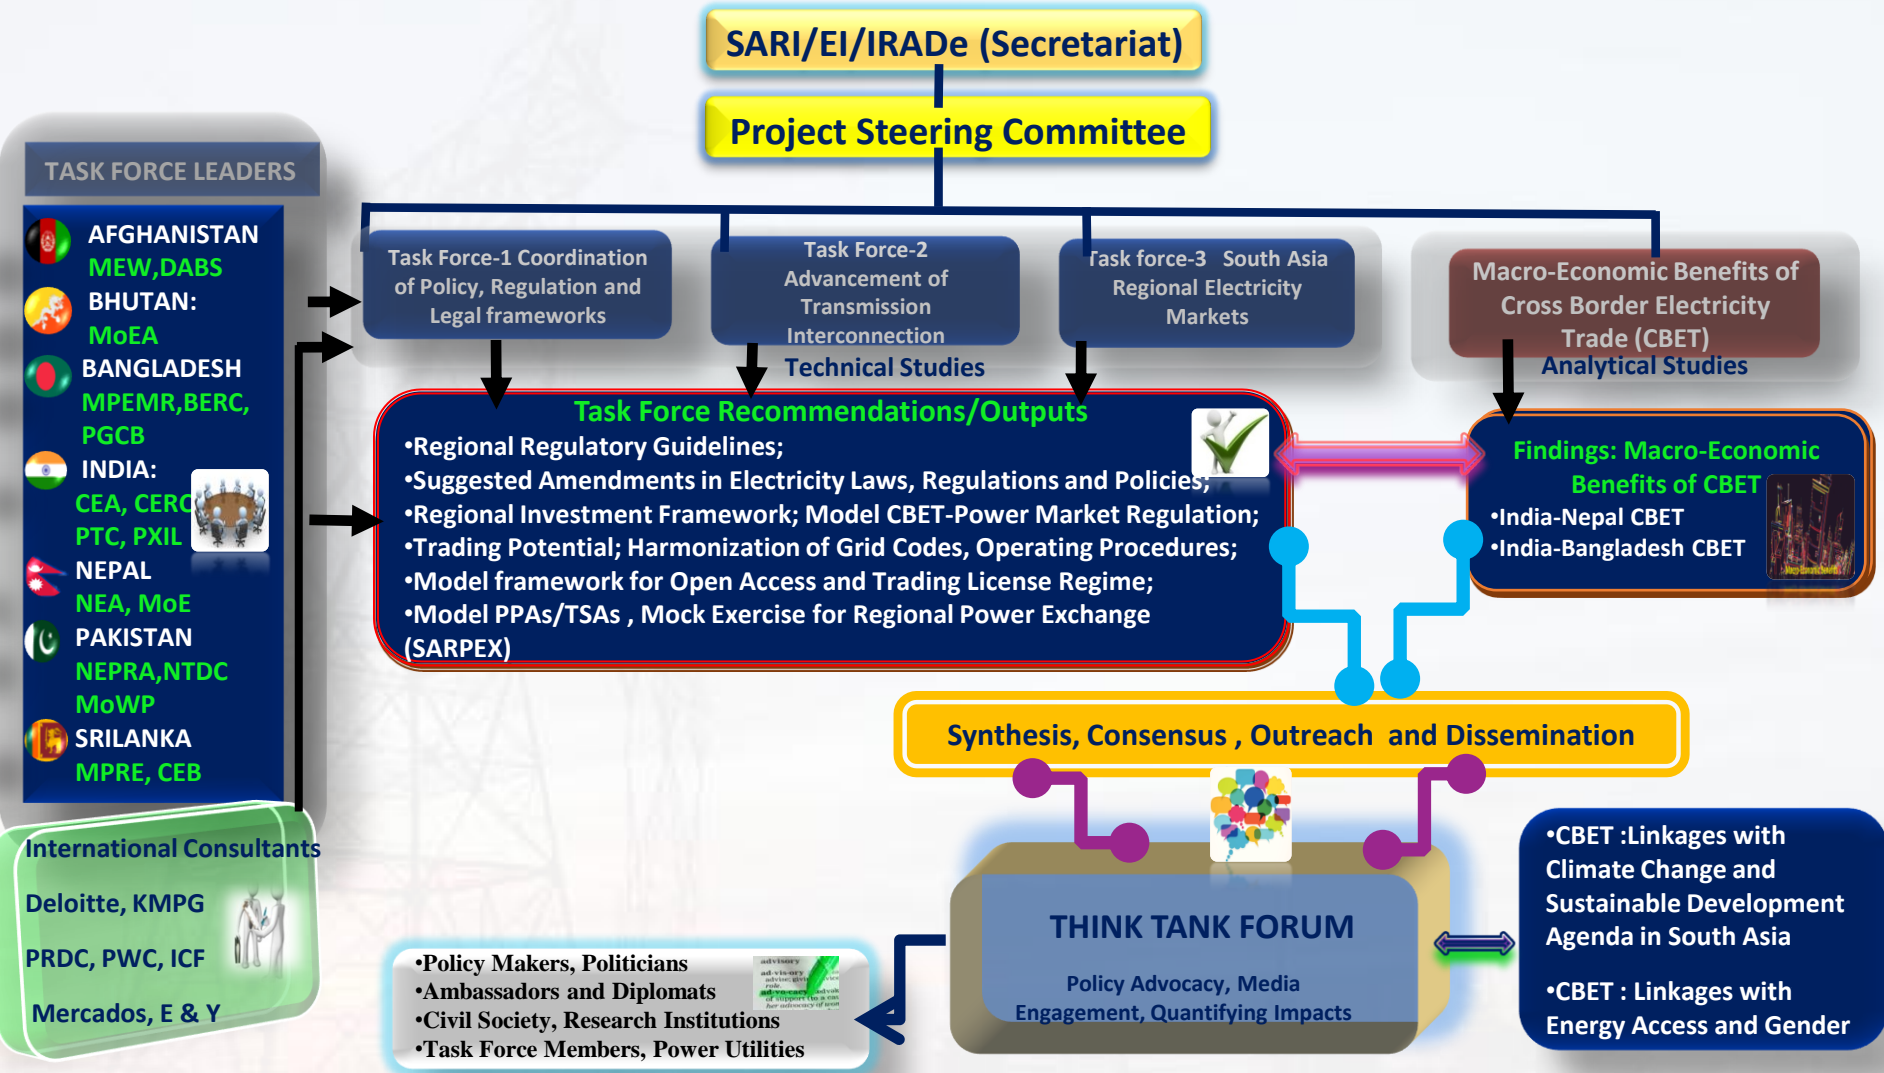 SARI/EI/IRADe (Secretariat)
Project Steering Committee
TASK FORCE LEADERS
AFGHANISTAN
MEW,DABS
BHUTAN:
MoEA
BANGLADESH
MPEMR,BERC,
PGCB
INDIA:
CEA, CERC
PTC, PXIL
NEPAL
NEA, MoE
PAKISTAN
NEPRA,NTDC
MoWP
SRILANKA
MPRE, CEB
International Consultants
Deloitte, KMPG
PRDC, PWC, ICF
Mercados, E & Y
Task Force-1 Coordination
of Policy, Regulation and
Legal frameworks
Task Force-2
Advancement of
Transmission
Interconnection
Task force-3 South Asia
Regional Electricity
Markets
Technical Studies
Macro-Economic Benefits of
Cross Border Electricity
Trade (CBET)
Analytical Studies
Task Force Recommendations/Outputs
•Regional Regulatory Guidelines;
•Suggested Amendments in Electricity Laws, Regulations and Policies;
•Regional Investment Framework; Model CBET-Power Market Regulation;
•Trading Potential; Harmonization of Grid Codes, Operating Procedures;
•Model framework for Open Access and Trading License Regime;
•Model PPAs/TSAs , Mock Exercise for Regional Power Exchange
(SARPEX)
Findings: Macro-Economic
Benefits of CBET
•India-Nepal CBET
•India-Bangladesh CBET
Synthesis, Consensus , Outreach and Dissemination
THINK TANK FORUM
Policy Advocacy, Media
Engagement, Quantifying Impacts
•Policy Makers, Politicians
•Ambassadors and Diplomats
•Civil Society, Research Institutions
•Task Force Members, Power Utilities
advisory
•CBET :Linkages with
Climate Change and
Sustainable Development
Agenda in South Asia
•CBET : Linkages with
Energy Access and Gender